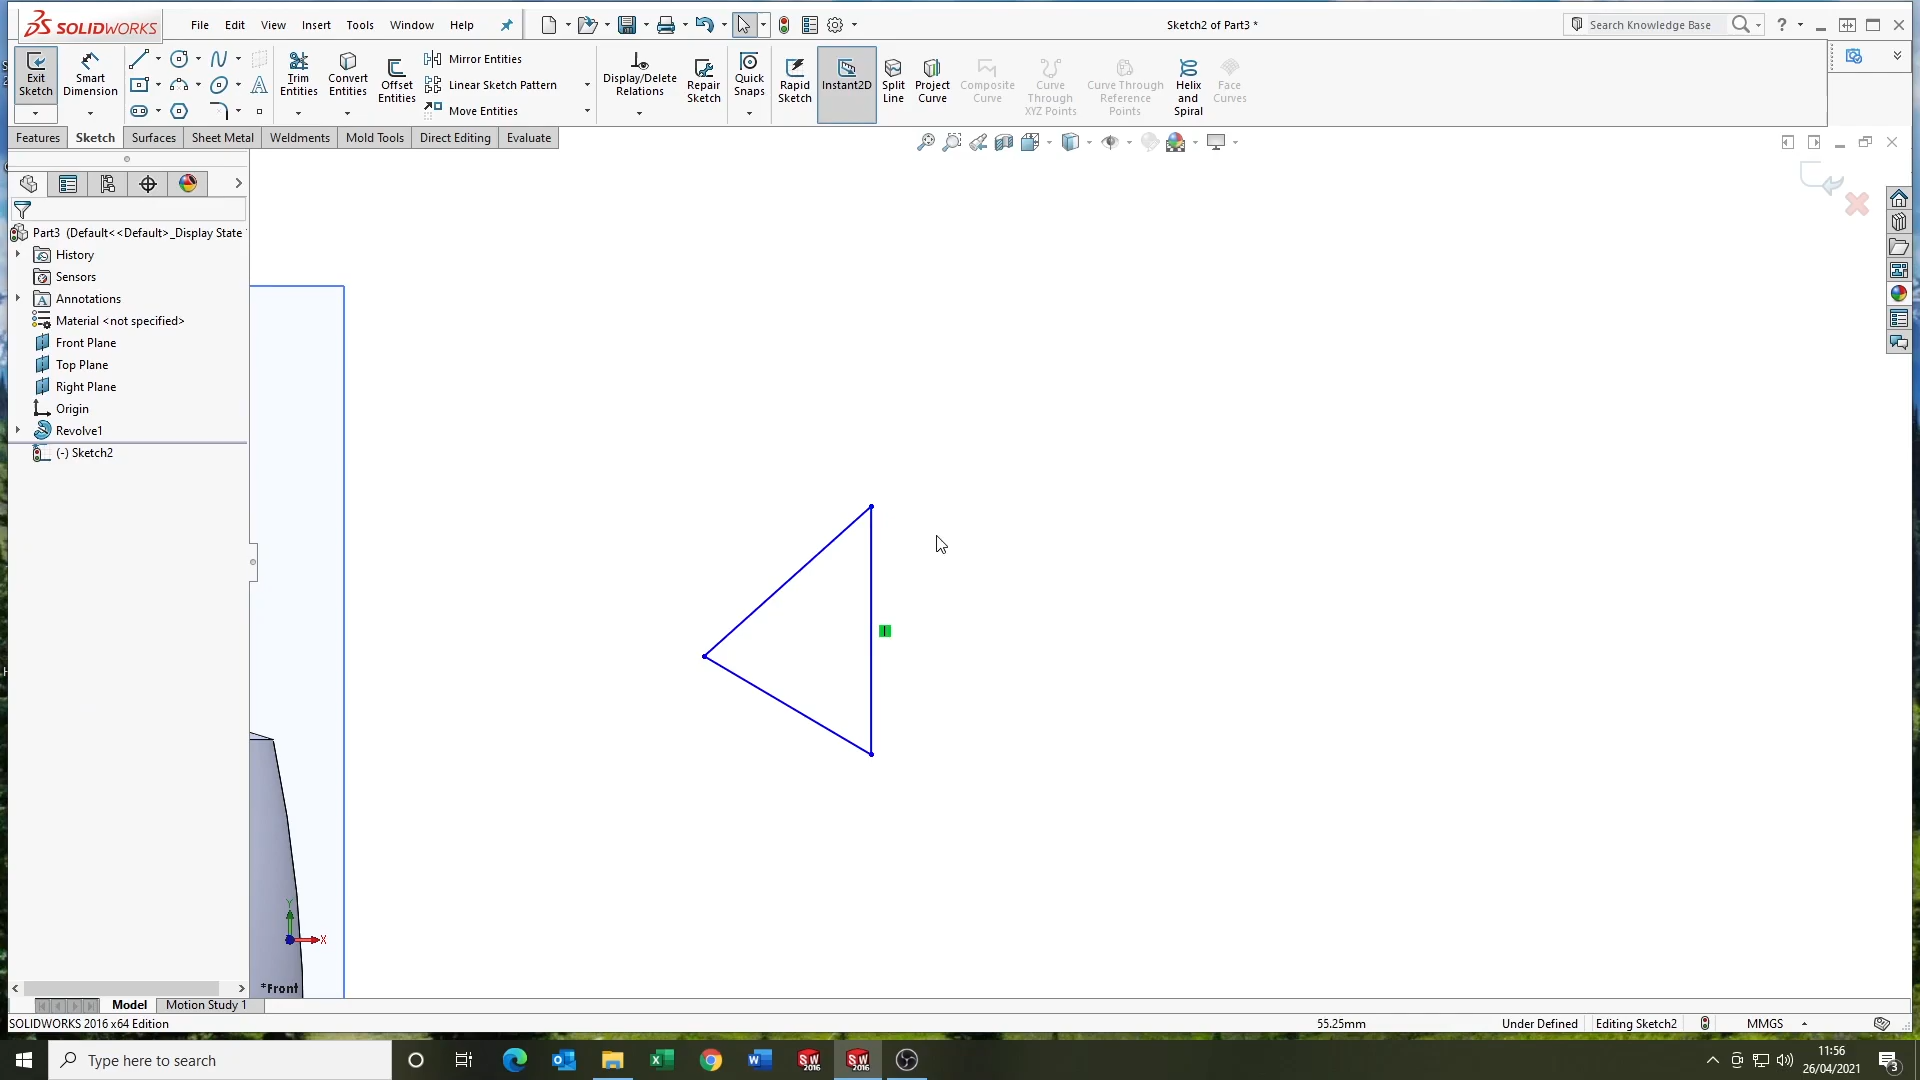 SOLIDWORKS File Edit View Insert Tools Window Help Sketch2 of Part3 * Search Knowledge Base ?
Exit Sketch
Smart Dimension
Trim Entities
Convert Entities
Offset Entities
Mirror Entities
Linear Sketch Pattern
Move Entities
Display/Delete Relations
Repair Sketch
Quick Snaps
Rapid Sketch
Instant2D
Split Line
Project Curve
Composite Curve
Curve Through XYZ Points
Curve Through Reference Points
Helix and Spiral
Face Curves
Features Sketch Surfaces Sheet Metal Weldments Mold Tools Direct Editing Evaluate
Part3 (Default<<Default>_Display State
History
Sensors
Annotations
Material <not specified>
Front Plane
Top Plane
Right Plane
Origin
Revolve1
(-) Sketch2
Y
X
*Front
Model Motion Study 1
SOLIDWORKS 2016 x64 Edition 55.25mm Under Defined Editing Sketch2 MMGS
Type here to search
11:56
26/04/2021
3